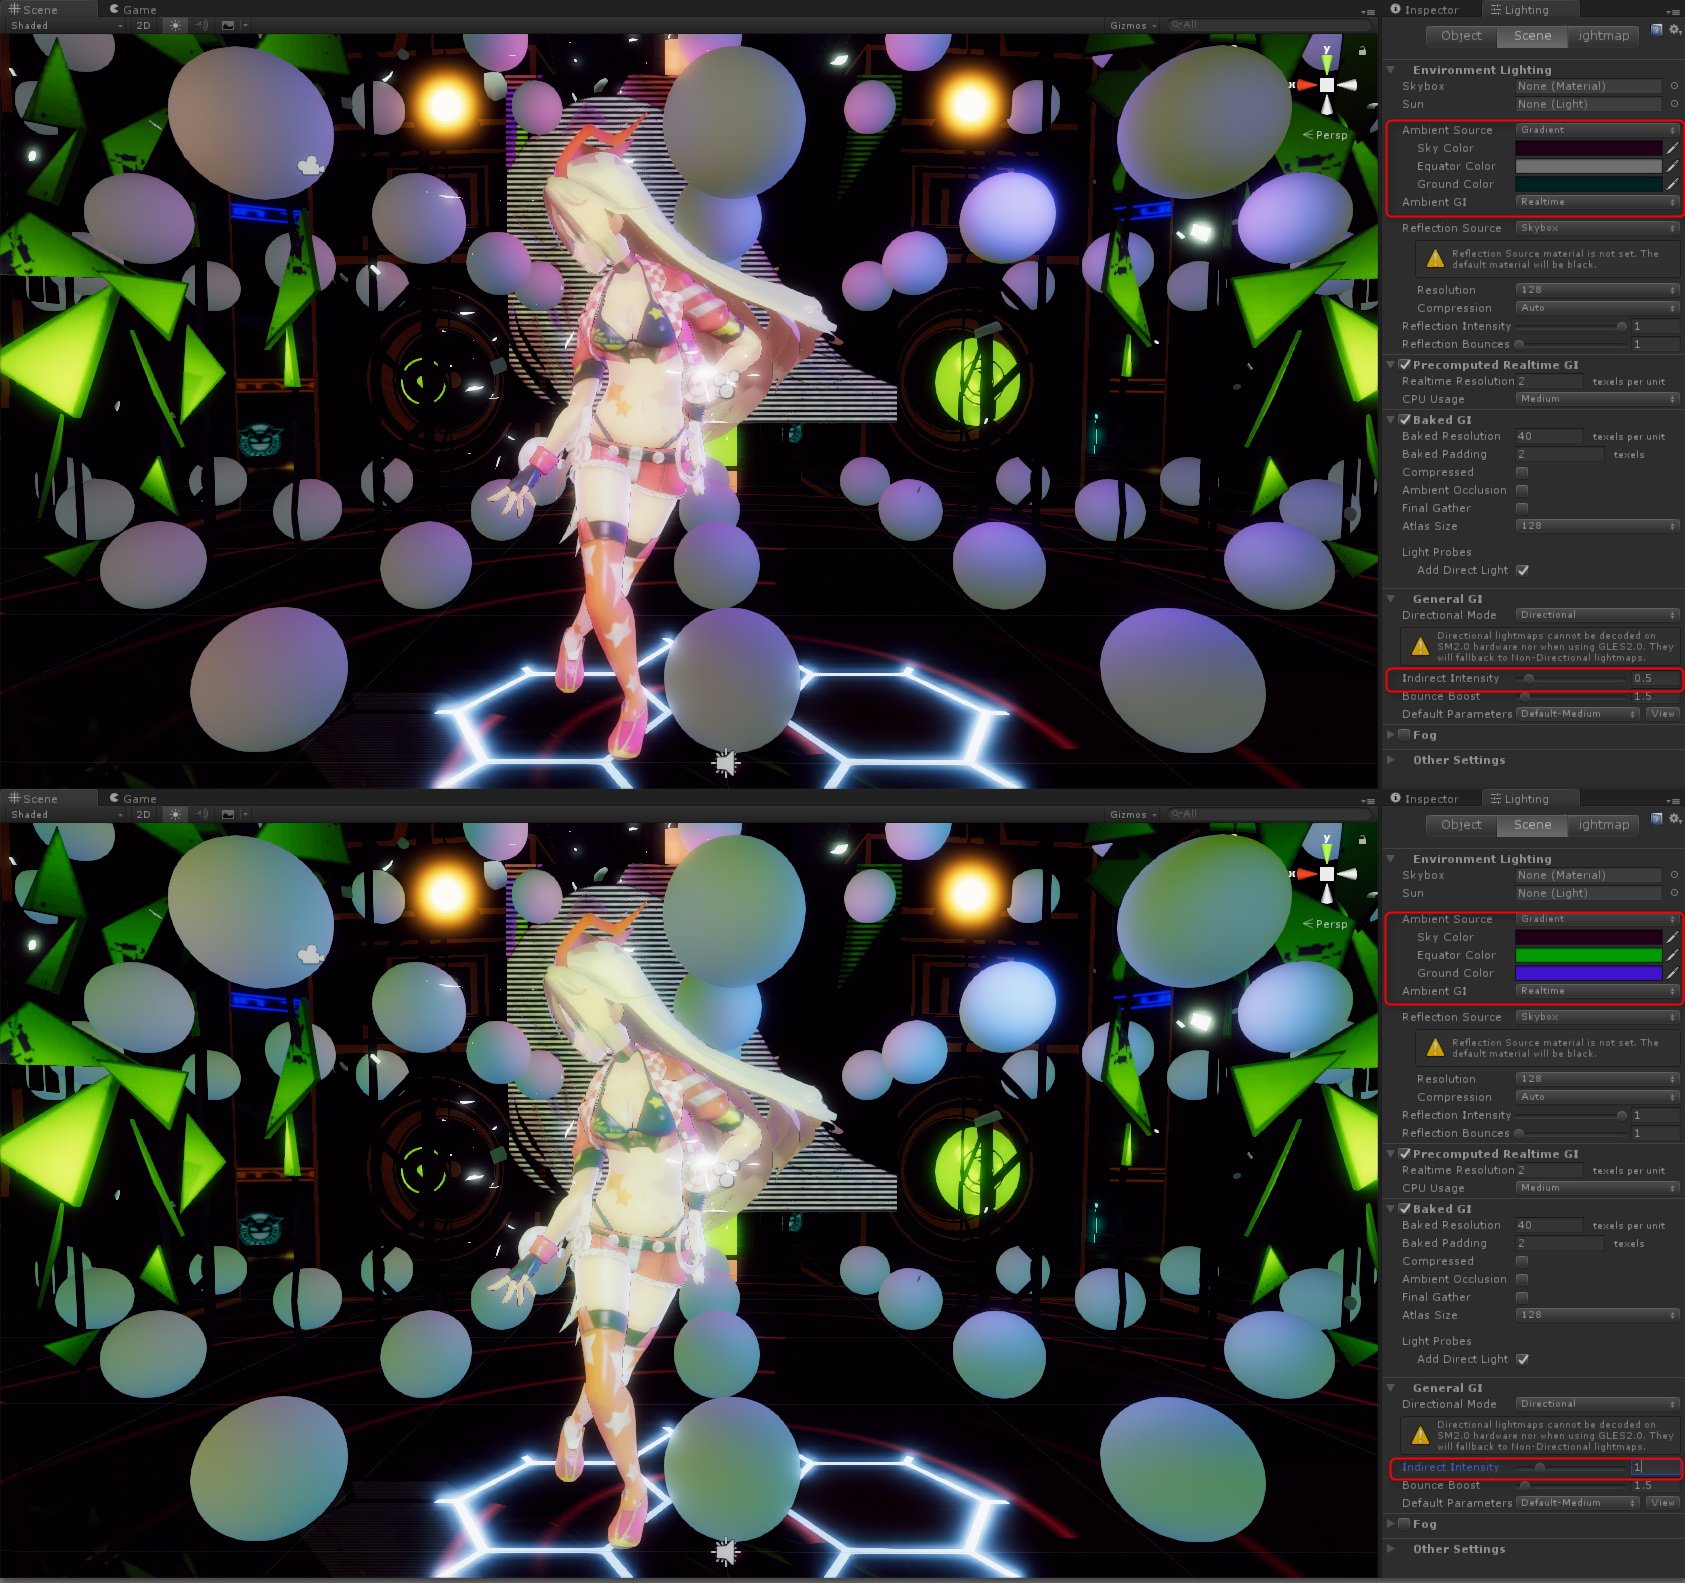 Scene Game
Shaded 2D Gizmos All
Inspector Lighting
Object Scene ightmap
y
x
Persp
Environment Lighting
Skybox None (Material)
Sun None (Light)
Ambient Source Gradient
Sky Color
Equator Color
Ground Color
Ambient GI Realtime
Reflection Source Skybox
Reflection Source material is not set. The
default material will be black.
Resolution 128
Compression Auto
Reflection Intensity 1
Reflection Bounces 1
Precomputed Realtime GI
Realtime Resolution 2 texels per unit
CPU Usage Medium
Baked GI
Baked Resolution 40 texels per unit
Baked Padding 2 texels
Compressed
Ambient Occlusion
Final Gather
Atlas Size 128
Light Probes
Add Direct Light
General GI
Directional Mode Directional
Directional lightmaps cannot be decoded on
SM2.0 hardware nor when using GLES2.0. They
will fallback to Non-Directional lightmaps.
Indirect Intensity 0.5
Bounce Boost 1.5
Default Parameters Default-Medium View
Fog
Other Settings
Scene Game
Shaded 2D Gizmos All
Inspector Lighting
Object Scene ightmap
y
x
Persp
Environment Lighting
Skybox None (Material)
Sun None (Light)
Ambient Source Gradient
Sky Color
Equator Color
Ground Color
Ambient GI Realtime
Reflection Source Skybox
Reflection Source material is not set. The
default material will be black.
Resolution 128
Compression Auto
Reflection Intensity 1
Reflection Bounces 1
Precomputed Realtime GI
Realtime Resolution 2 texels per unit
CPU Usage Medium
Baked GI
Baked Resolution 40 texels per unit
Baked Padding 2 texels
Compressed
Ambient Occlusion
Final Gather
Atlas Size 128
Light Probes
Add Direct Light
General GI
Directional Mode Directional
Directional lightmaps cannot be decoded on
SM2.0 hardware nor when using GLES2.0. They
will fallback to Non-Directional lightmaps.
Indirect Intensity 1
Bounce Boost 1.5
Default Parameters Default-Medium View
Fog
Other Settings